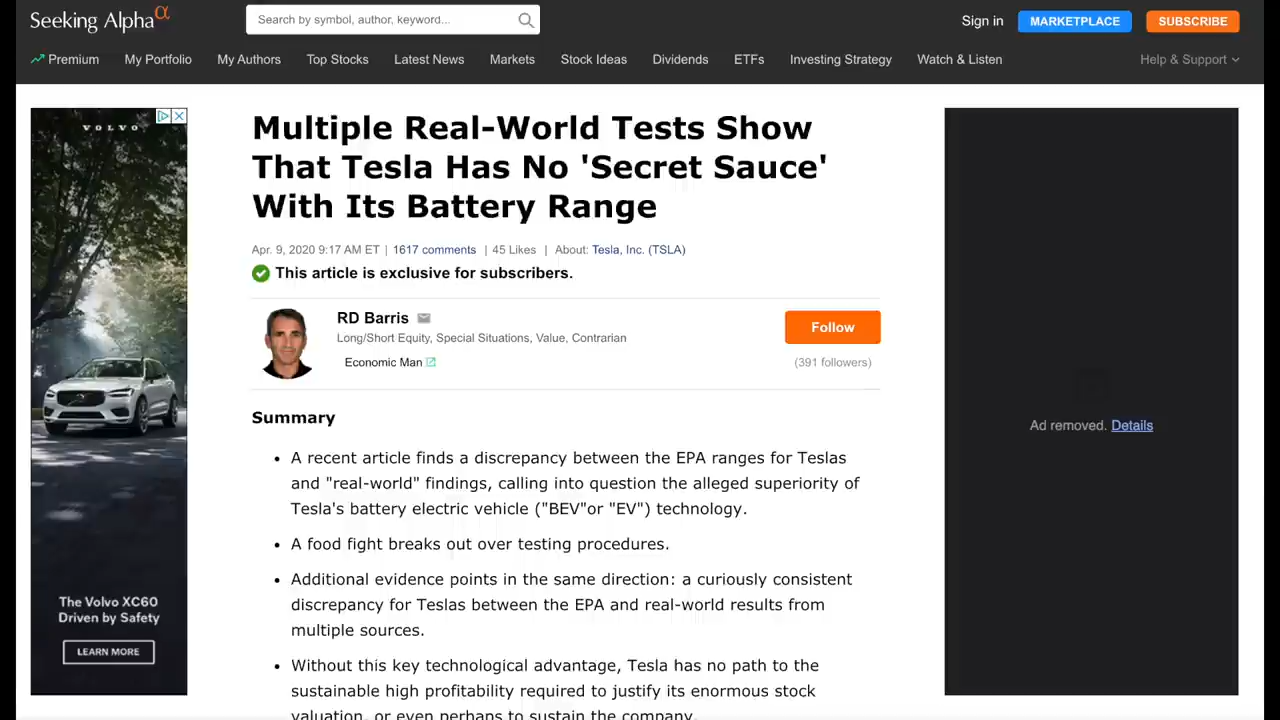 Seeking Alpha α
Search by symbol, author, keyword...
Sign in
MARKETPLACE
SUBSCRIBE
Premium
My Portfolio
My Authors
Top Stocks
Latest News
Markets
Stock Ideas
Dividends
ETFs
Investing Strategy
Watch & Listen
Help & Support
VOLVO
The Volvo XC60
Driven by Safety
LEARN MORE
Multiple Real-World Tests Show
That Tesla Has No 'Secret Sauce'
With Its Battery Range
Apr. 9, 2020 9:17 AM ET | 1617 comments | 45 Likes | About: Tesla, Inc. (TSLA)
This article is exclusive for subscribers.
RD Barris
Long/Short Equity, Special Situations, Value, Contrarian
Economic Man
Follow
(391 followers)
Summary
• A recent article finds a discrepancy between the EPA ranges for Teslas
and "real-world" findings, calling into question the alleged superiority of
Tesla's battery electric vehicle ("BEV"or "EV") technology.
• A food fight breaks out over testing procedures.
• Additional evidence points in the same direction: a curiously consistent
discrepancy for Teslas between the EPA and real-world results from
multiple sources.
• Without this key technological advantage, Tesla has no path to the
sustainable high profitability required to justify its enormous stock
valuation, or even perhaps to sustain the company.
Ad removed. Details